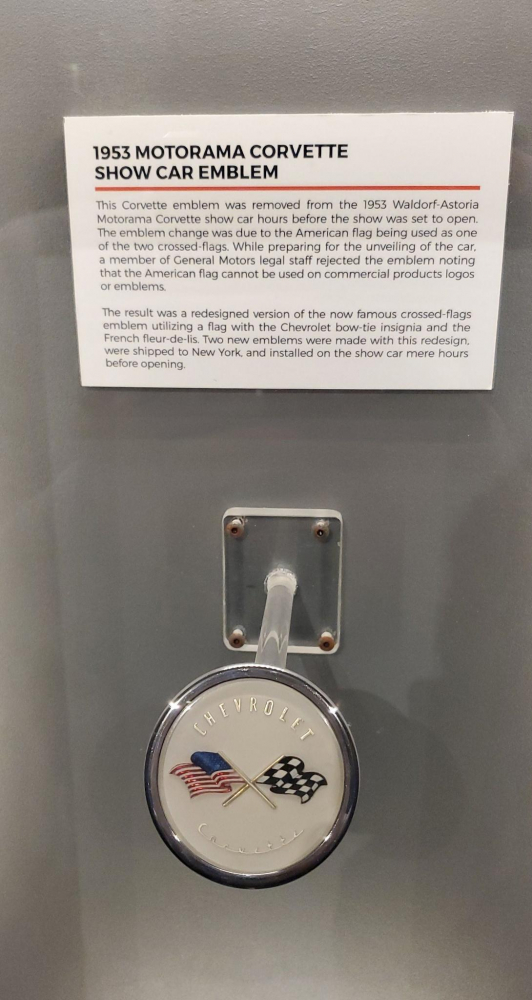 1953 MOTORAMA CORVETTE
SHOW CAR EMBLEM
This Corvette emblem was removed from the 1953 Waldorf-Astoria
Motorama Corvette show car hours before the show was set to open.
The emblem change was due to the American flag being used as one
of the two crossed-flags. While preparing for the unveiling of the car,
a member of General Motors legal staff rejected the emblem noting
that the American flag cannot be used on commercial products logos
or emblems.
The result was a redesigned version of the now famous crossed-flags
emblem utilizing a flag with the Chevrolet bow-tie insignia and the
French fleur-de-lis. Two new emblems were made with this redesign,
were shipped to New York, and installed on the show car mere hours
before opening.
CHEVROLET
Corvette